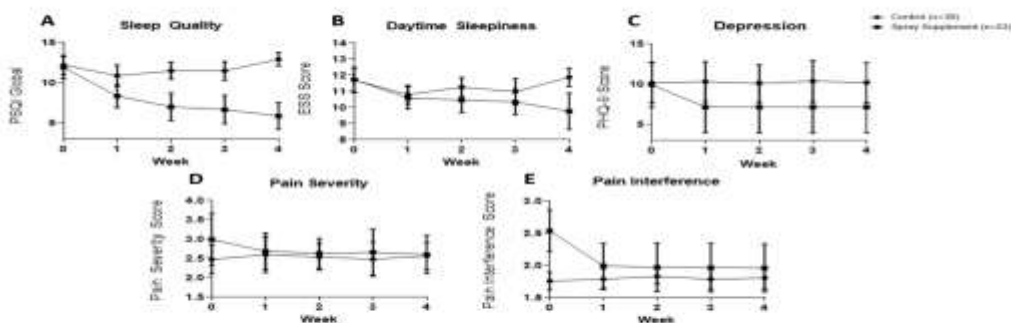 A
Sleep Quality
PSQI Global
15
10
5
0 1 2 3 4
Week
B
Daytime Sleepiness
ESS Score
14
13
12
11
10
9
8
0 1 2 3 4
Week
C
Depression
PHQ-9 Score
15
10
5
0 1 2 3 4
Week
Control
Spray Supplement
D
Pain Severity
Pain Severity Score
4.0
3.5
3.0
2.5
2.0
1.5
0 1 2 3 4
Week
E
Pain Interference
Pain Interference Score
3.0
2.5
2.0
1.5
0 1 2 3 4
Week